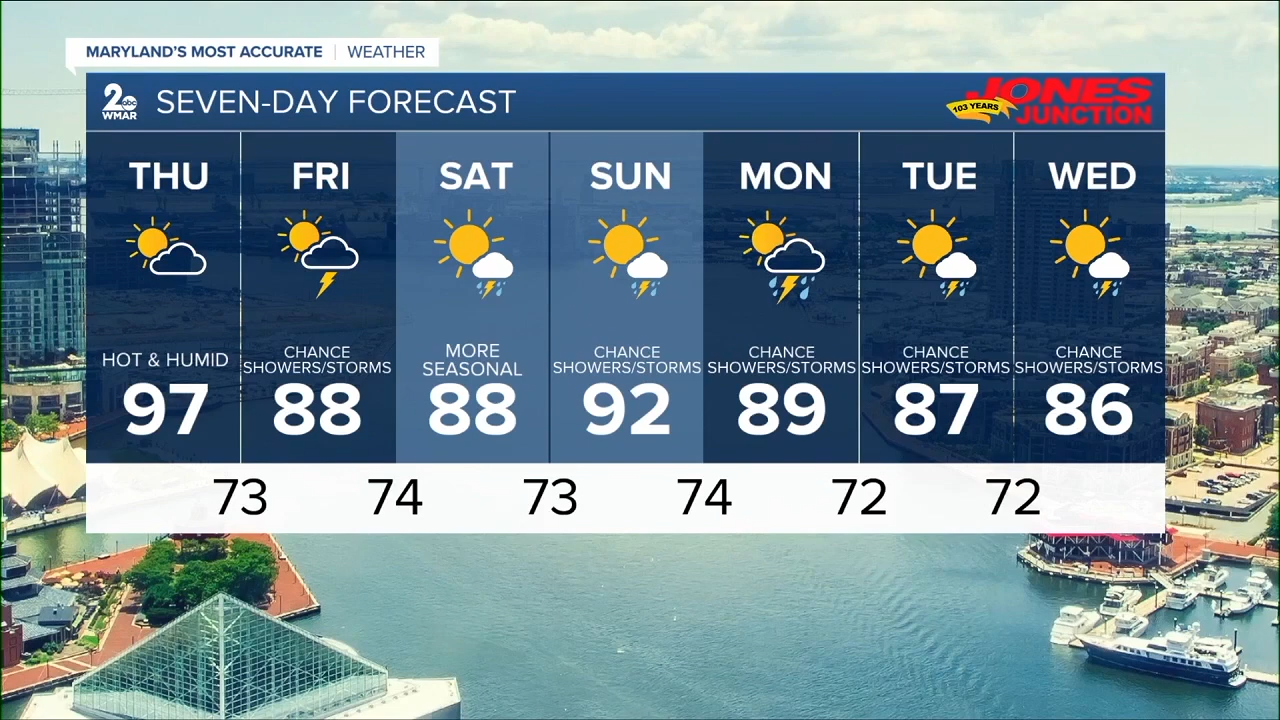 MARYLAND'S MOST ACCURATE | WEATHER
2 abc WMAR
SEVEN-DAY FORECAST
103 YEARS
JONES JUNCTION
THU FRI SAT SUN MON TUE WED
HOT & HUMID
CHANCE SHOWERS/STORMS
MORE SEASONAL
CHANCE SHOWERS/STORMS
CHANCE SHOWERS/STORMS
CHANCE SHOWERS/STORMS
CHANCE SHOWERS/STORMS
97 88 88 92 89 87 86
73 74 73 74 72 72